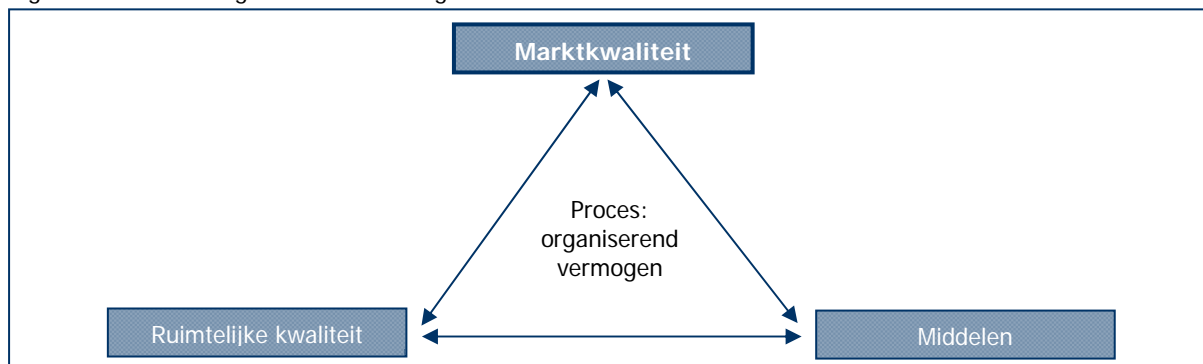 Marktkwaliteit
Proces:
organiserend
vermogen
Ruimtelijke kwaliteit
Middelen